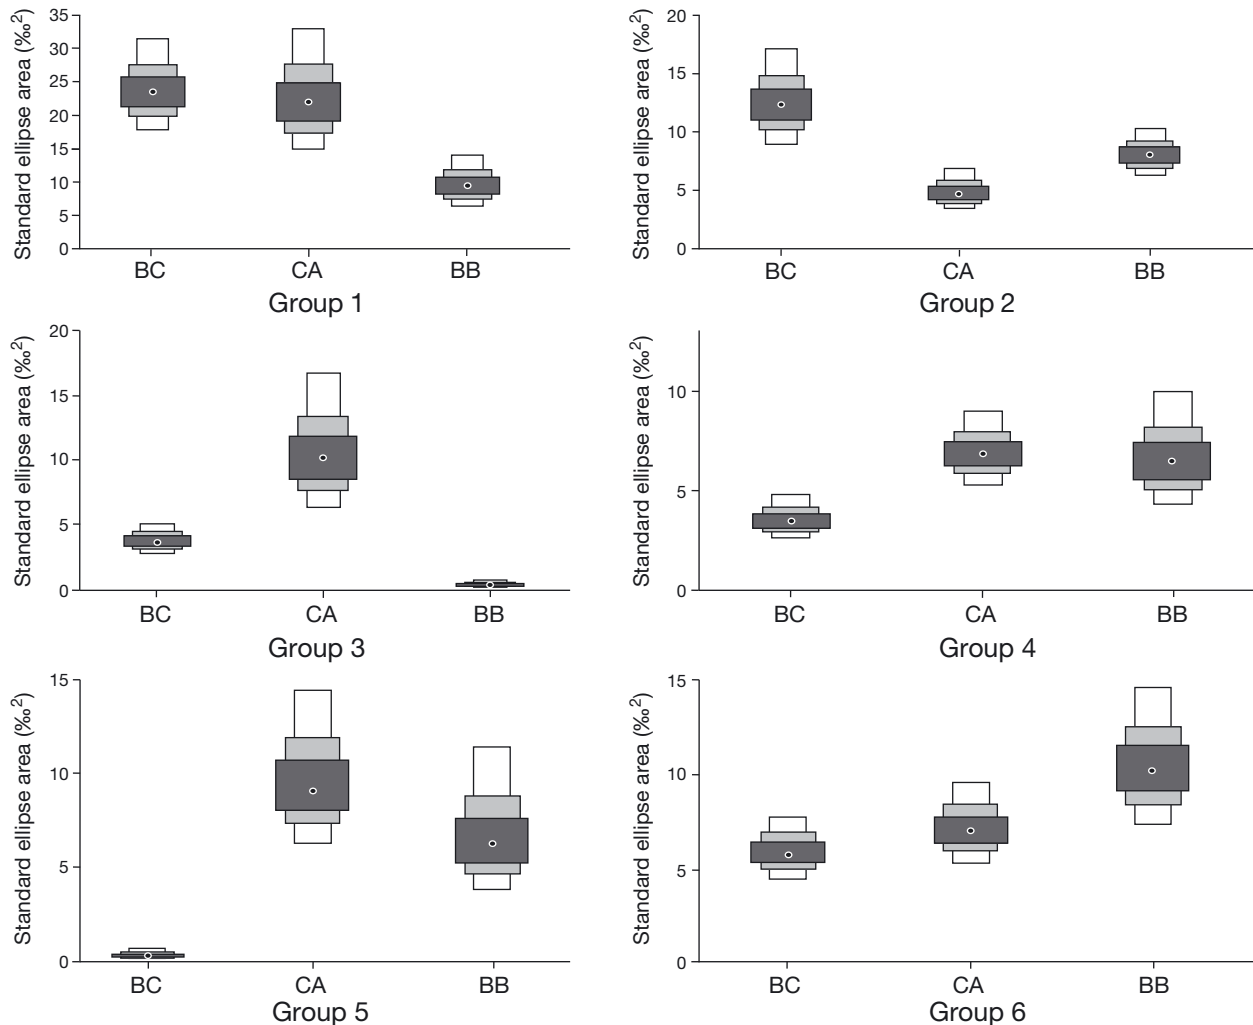 Standard ellipse area (‰²)
35
30
25
20
15
10
5
0
BC CA BB
Group 1
Standard ellipse area (‰²)
20
15
10
5
0
BC CA BB
Group 2
Standard ellipse area (‰²)
20
15
10
5
0
BC CA BB
Group 3
Standard ellipse area (‰²)
10
5
0
BC CA BB
Group 4
Standard ellipse area (‰²)
15
10
5
0
BC CA BB
Group 5
Standard ellipse area (‰²)
15
10
5
0
BC CA BB
Group 6